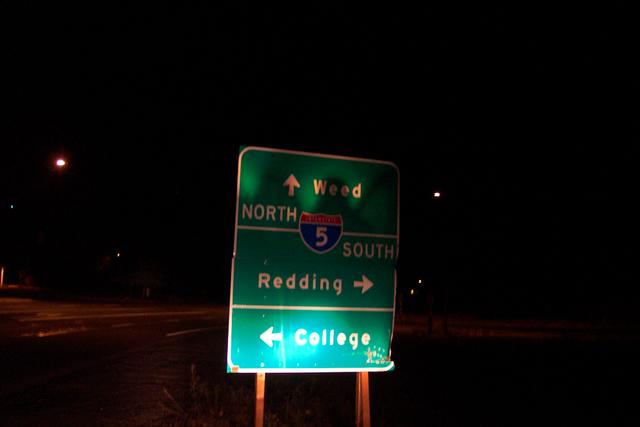 Weed
NORTH
5
SOUTH
Redding
College